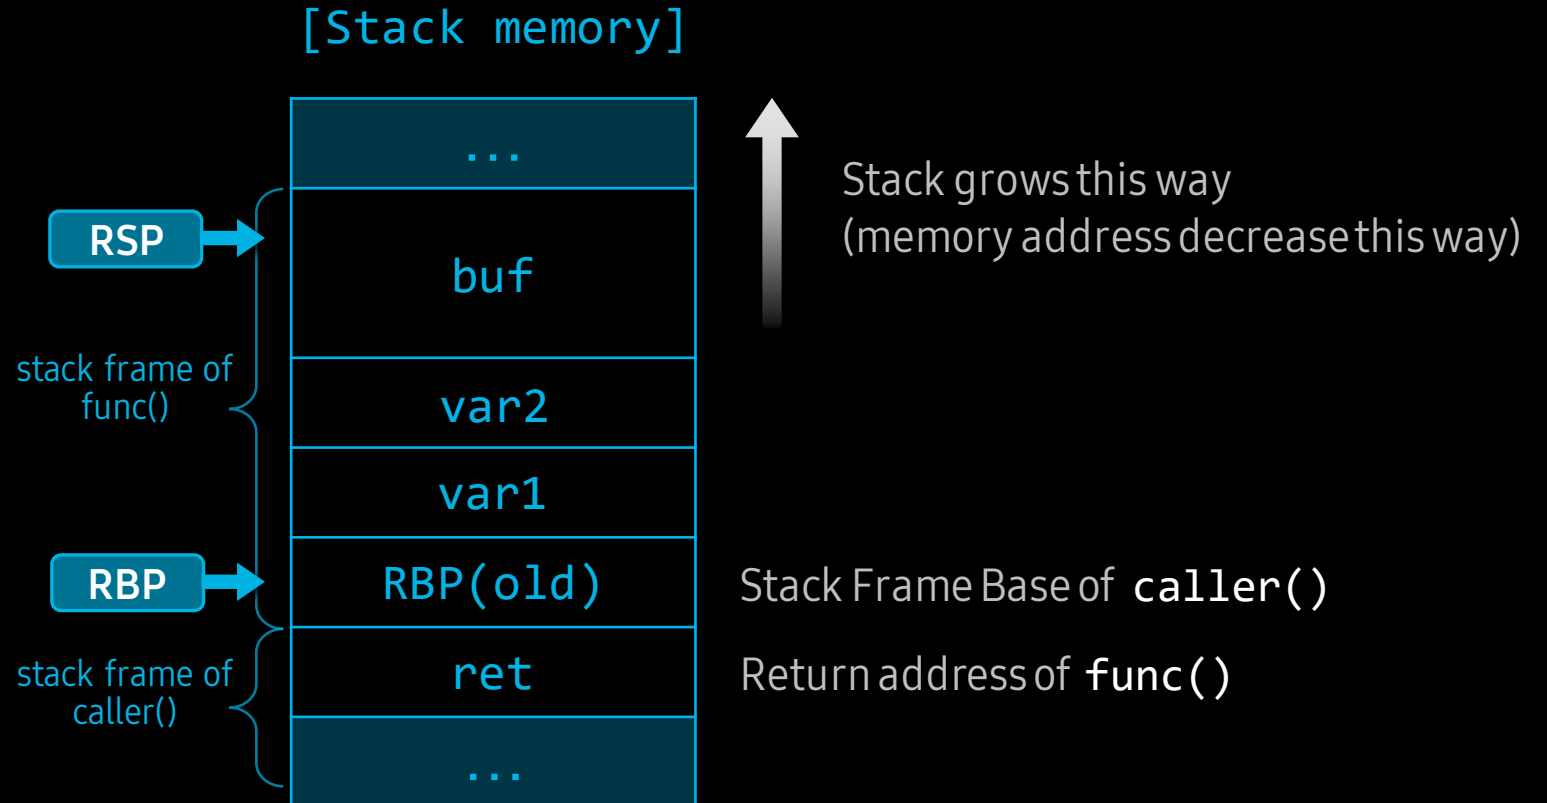 [Stack memory]
...
Stack grows this way
(memory address decrease this way)
RSP
buf
stack frame of
func()
var2
var1
RBP
RBP(old)
Stack Frame Base of caller()
stack frame of
caller()
ret
Return address of func()
...